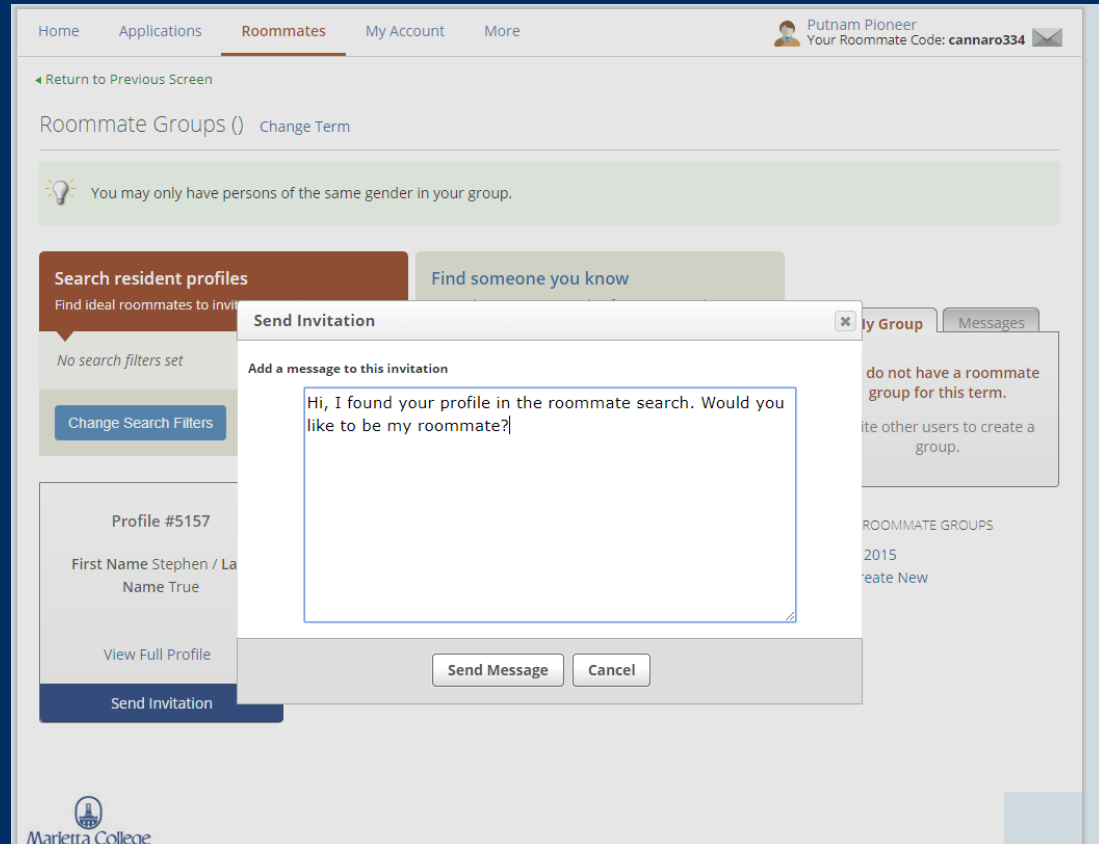 Home Applications Roommates My Account More
Putnam Pioneer
Your Roommate Code: cannaro334
Return to Previous Screen
Roommate Groups () Change Term
You may only have persons of the same gender in your group.
Search resident profiles
Find ideal roommates to
Find someone you know
No search filters set
Change Search Filters
Send Invitation
Add a message to this invitation
Hi, I found your profile in the roommate search. Would you
like to be my roommate?
Send Message Cancel
Group Messages
do not have a roommate
group for this term.
other users to create a
group.
Profile #5157
First Name Stephen /
Name True
View Full Profile
Send Invitation
ROOMMATE GROUPS
2015
New
Marietta College